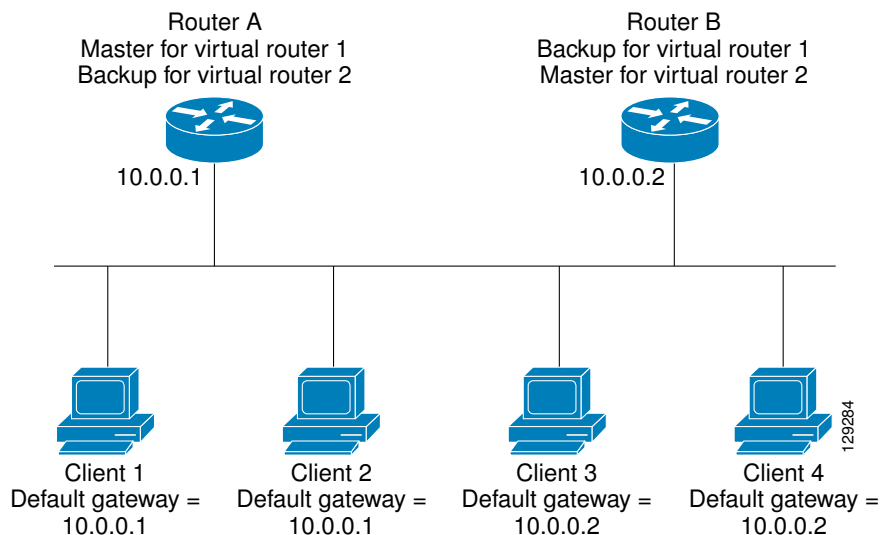 Router A
Master for virtual router 1
Backup for virtual router 2
Router B
Backup for virtual router 1
Master for virtual router 2
10.0.0.1
10.0.0.2
Client 1
Default gateway =
10.0.0.1
Client 2
Default gateway =
10.0.0.1
Client 3
Default gateway =
10.0.0.2
Client 4
Default gateway =
10.0.0.2
129284